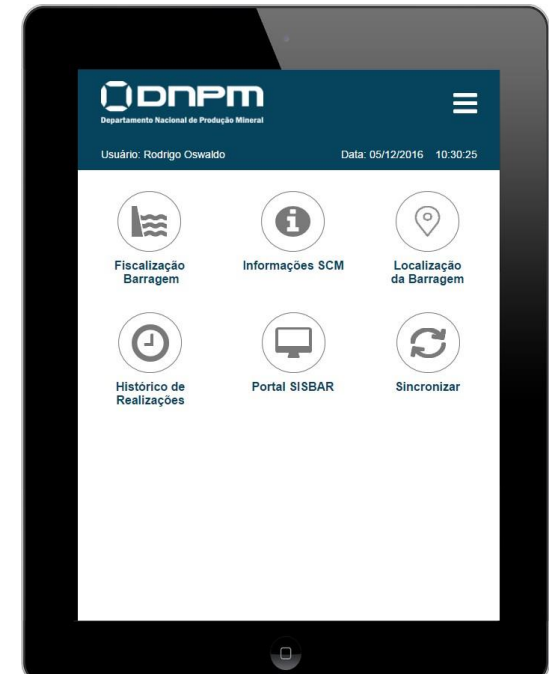 DNPM
Departamento Nacional de Produção Mineral
Usuário: Rodrigo Oswaldo Data: 05/12/2016 10:30:25
Fiscalização
Barragem
Informações SCM
Localização
da Barragem
Histórico de
Realizações
Portal SISBAR
Sincronizar